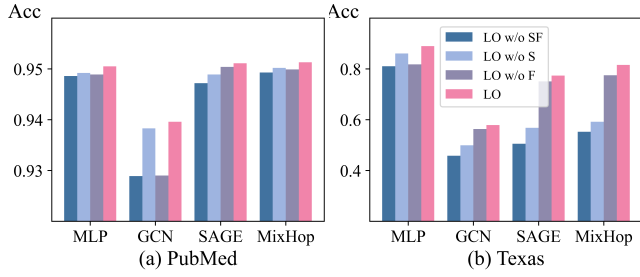 Acc
0.95
0.94
0.93
MLP GCN SAGE MixHop
(a) PubMed
Acc
0.8
0.6
0.4
LO w/o SF
LO w/o S
LO w/o F
LO
MLP GCN SAGE MixHop
(b) Texas